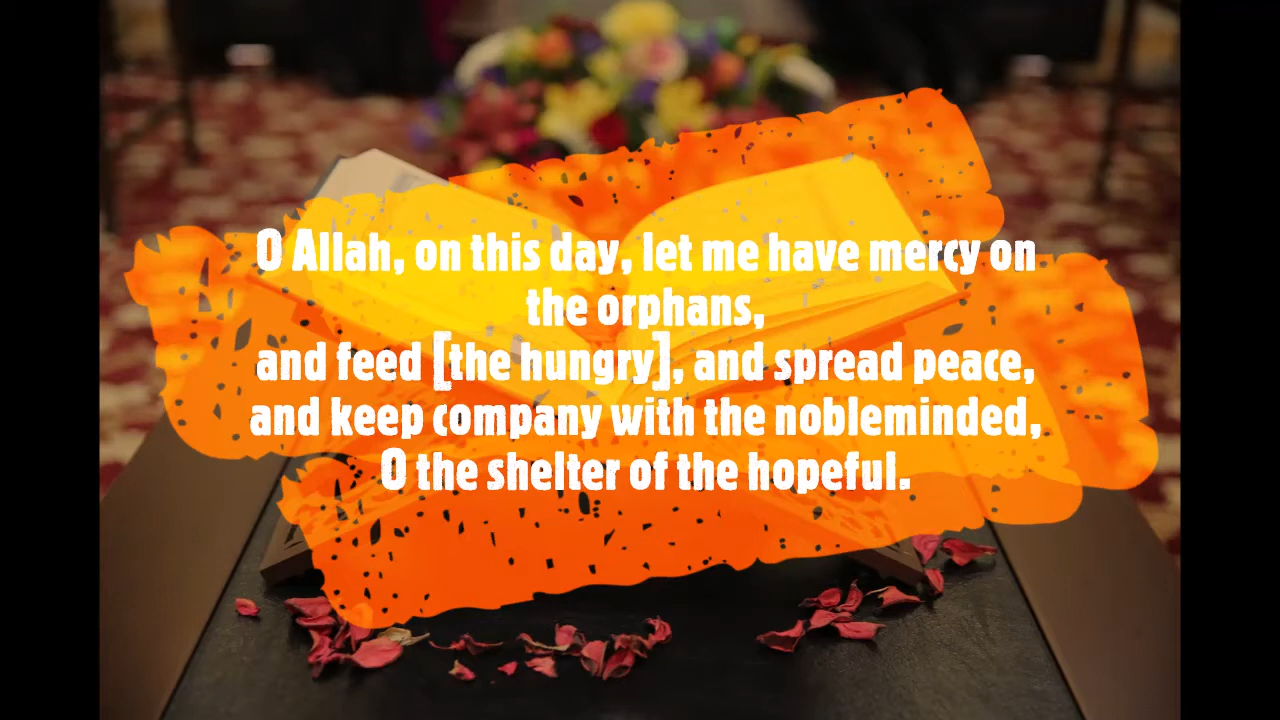 O Allah, on this day, let me have mercy on
the orphans,
and feed [the hungry], and spread peace,
and keep company with the nobleminded,
O the shelter of the hopeful.